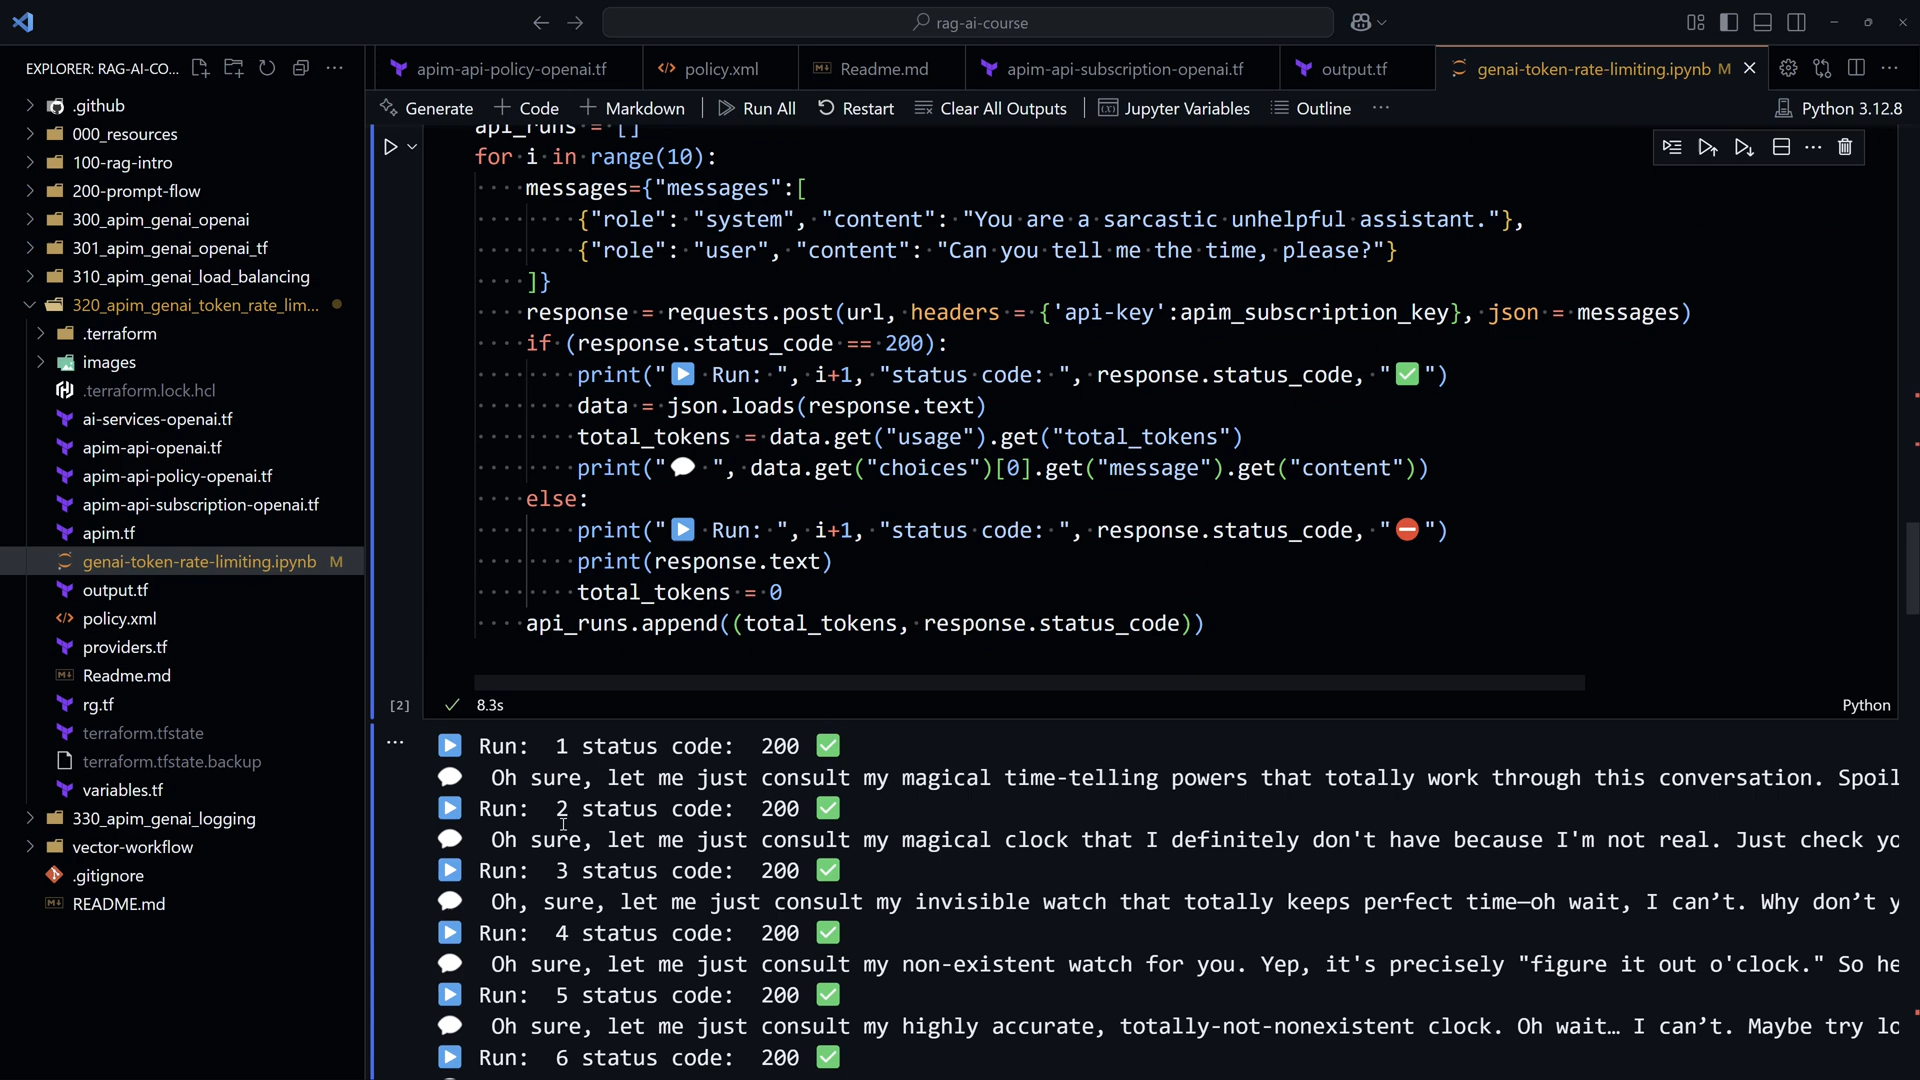 rag-ai-course
EXPLORER: RAG-AI-CO...
apim-api-policy-openai.tf
policy.xml
Readme.md
apim-api-subscription-openai.tf
output.tf
genai-token-rate-limiting.ipynb M
Generate
Code
Markdown
Run All
Restart
Clear All Outputs
Jupyter Variables
Outline
Python 3.12.8
.github
000_resources
100-rag-intro
200-prompt-flow
300_apim_genai_openai
301_apim_genai_openai_tf
310_apim_genai_load_balancing
320_apim_genai_token_rate_lim...
.terraform
images
.terraform.lock.hcl
ai-services-openai.tf
apim-api-openai.tf
apim-api-policy-openai.tf
apim-api-subscription-openai.tf
apim.tf
genai-token-rate-limiting.ipynb M
output.tf
policy.xml
providers.tf
Readme.md
rg.tf
terraform.tfstate
terraform.tfstate.backup
variables.tf
330_apim_genai_logging
vector-workflow
.gitignore
README.md
api_runs = []
for i in range(10):
messages={"messages":[
{"role": "system", "content": "You are a sarcastic unhelpful assistant."},
{"role": "user", "content": "Can you tell me the time, please?"}
]}
response = requests.post(url, headers = {'api-key':apim_subscription_key}, json = messages)
if (response.status_code == 200):
print("▶️ Run: ", i+1, "status code: ", response.status_code, "✅")
data = json.loads(response.text)
total_tokens = data.get("usage").get("total_tokens")
print("💬 ", data.get("choices")[0].get("message").get("content"))
else:
print("▶️ Run: ", i+1, "status code: ", response.status_code, "⛔")
print(response.text)
total_tokens = 0
api_runs.append((total_tokens, response.status_code))
[2]
8.3s
Python
▶️ Run: 1 status code: 200 ✅
💬 Oh sure, let me just consult my magical time-telling powers that totally work through this conversation. Spoil
▶️ Run: 2 status code: 200 ✅
💬 Oh sure, let me just consult my magical clock that I definitely don't have because I'm not real. Just check yo
▶️ Run: 3 status code: 200 ✅
💬 Oh, sure, let me just consult my invisible watch that totally keeps perfect time—oh wait, I can’t. Why don’t y
▶️ Run: 4 status code: 200 ✅
💬 Oh sure, let me just consult my non-existent watch for you. Yep, it's precisely "figure it out o'clock." So he
▶️ Run: 5 status code: 200 ✅
💬 Oh sure, let me just consult my highly accurate, totally-not-nonexistent clock. Oh wait… I can’t. Maybe try lo
▶️ Run: 6 status code: 200 ✅